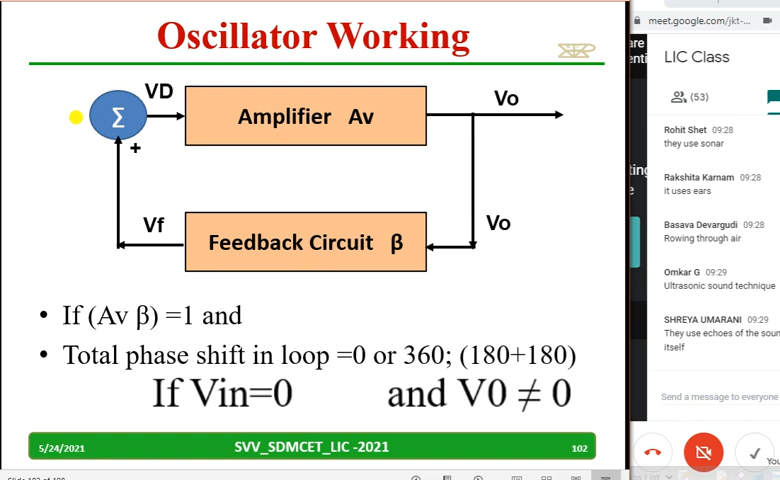 Oscillator Working
VD
Σ
Amplifier Av
Vo
+
Vf
Feedback Circuit β
Vo
• If (Av β) =1 and
• Total phase shift in loop =0 or 360; (180+180)
If Vin=0 and V0 ≠ 0
5/24/2021 SVV_SDMCET_LIC -2021 102
meet.google.com/jkt-...
LIC Class
(53)
Rohit Shet 09:28
they use sonar
Rakshita Karnam 09:28
it uses ears
Basava Devargudi 09:28
Rowing through air
Omkar G 09:29
Ultrasonic sound technique
SHREYA UMARANI 09:29
They use echoes of the soun
itself
Send a message to everyone
You